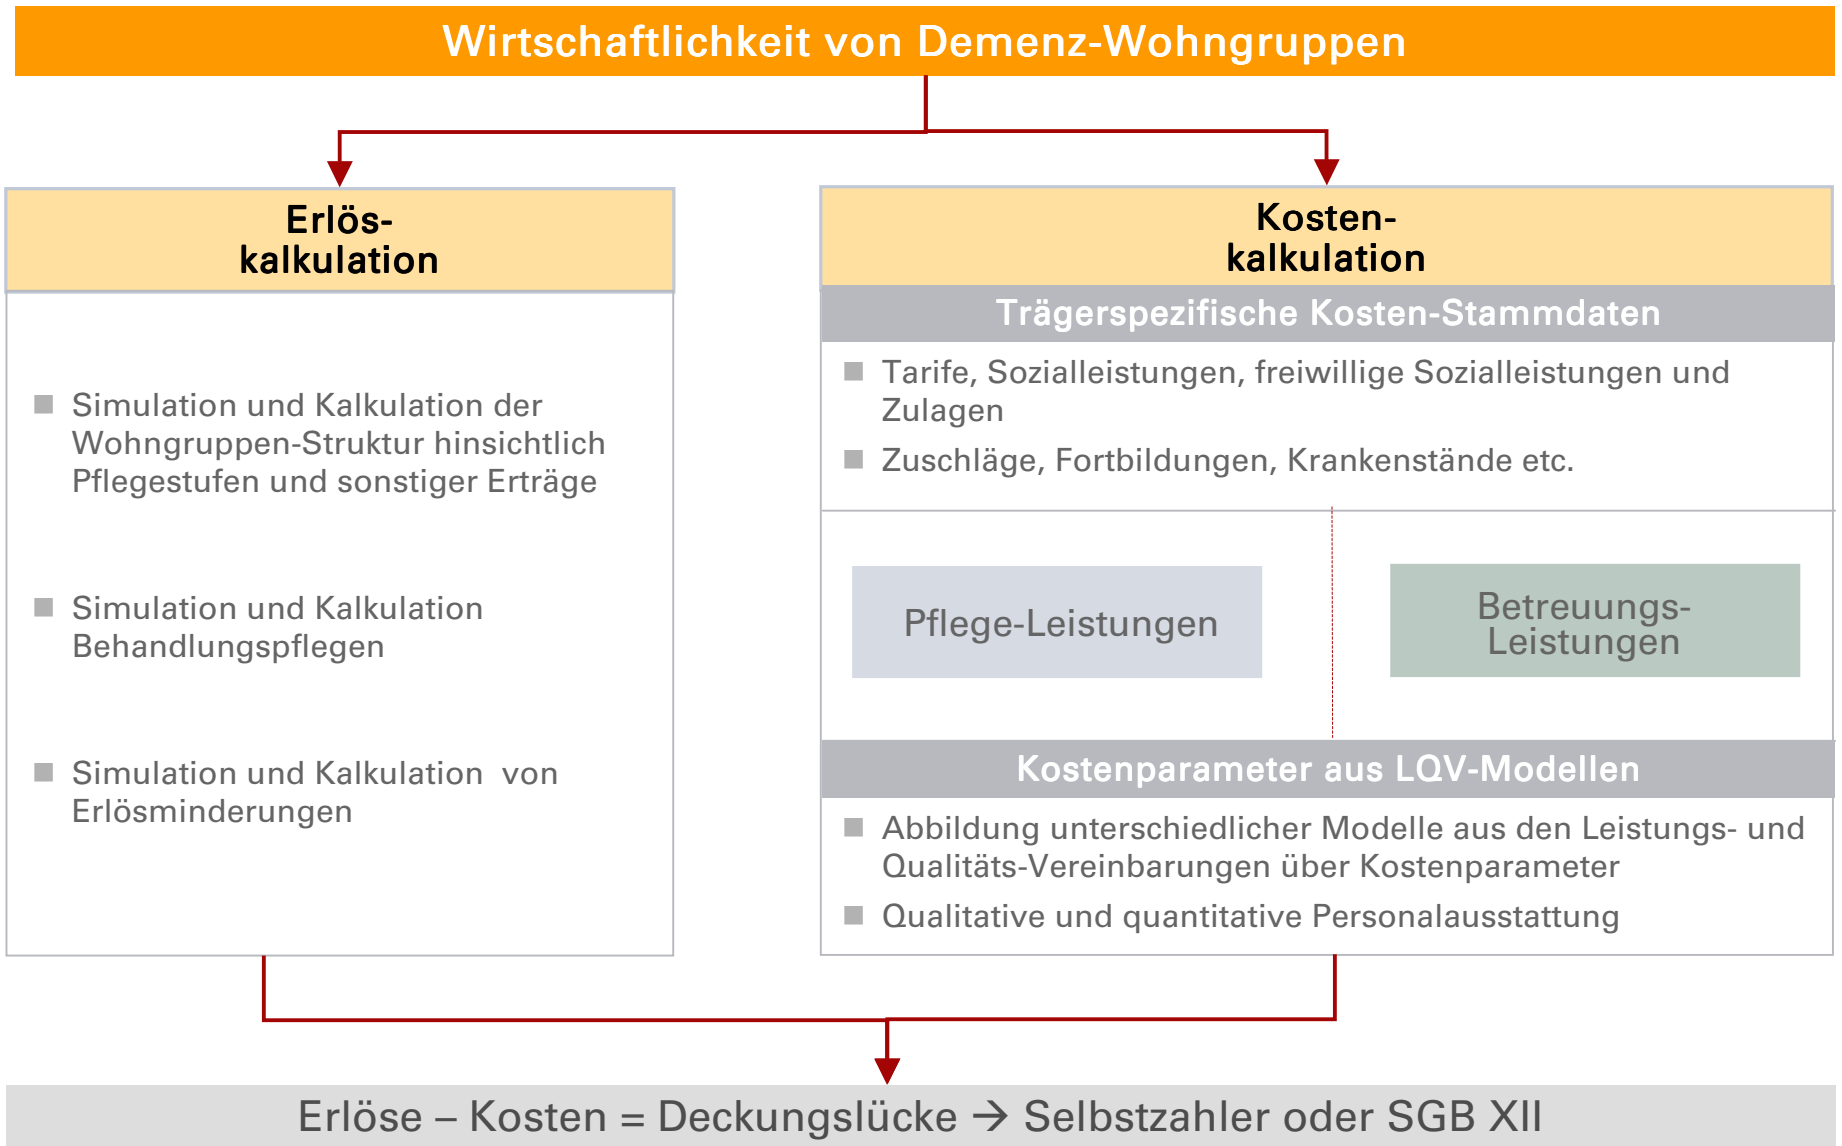 Wirtschaftlichkeit von Demenz-Wohngruppen
Erlös-
kalkulation
Simulation und Kalkulation der
Wohngruppen-Struktur hinsichtlich
Pflegestufen und sonstiger Erträge
Simulation und Kalkulation
Behandlungspflegen
Simulation und Kalkulation von
Erlösminderungen
Kosten-
kalkulation
Trägerspezifische Kosten-Stammdaten
Tarife, Sozialleistungen, freiwillige Sozialleistungen und
Zulagen
Zuschläge, Fortbildungen, Krankenstände etc.
Pflege-Leistungen
Betreuungs-
Leistungen
Kostenparameter aus LQV-Modellen
Abbildung unterschiedlicher Modelle aus den Leistungs- und
Qualitäts-Vereinbarungen über Kostenparameter
Qualitative und quantitative Personalausstattung
Erlöse – Kosten = Deckungslücke → Selbstzahler oder SGB XII